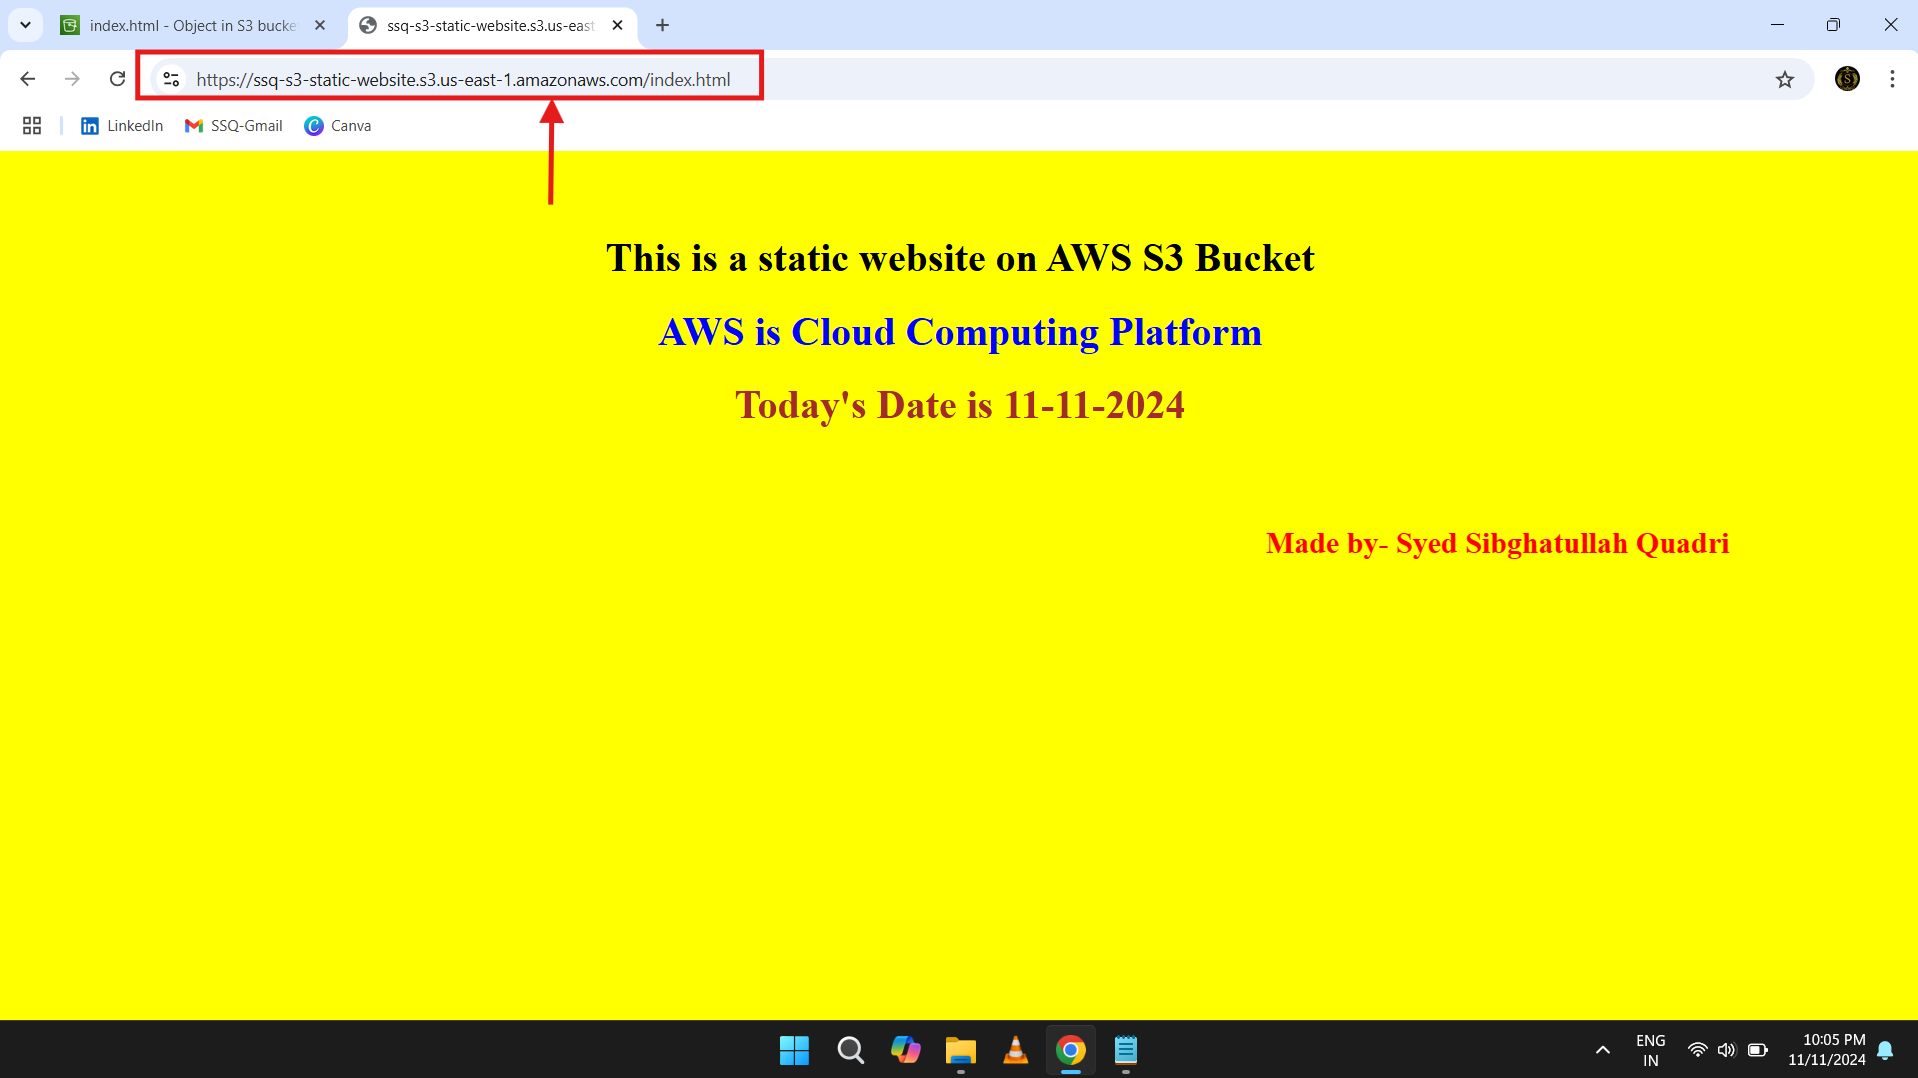 index.html - Object in S3 bucke
ssq-s3-static-website.s3.us-east
https://ssq-s3-static-website.s3.us-east-1.amazonaws.com/index.html
LinkedIn
SSQ-Gmail
Canva
This is a static website on AWS S3 Bucket
AWS is Cloud Computing Platform
Today's Date is 11-11-2024
Made by- Syed Sibghatullah Quadri
ENG
IN
10:05 PM
11/11/2024